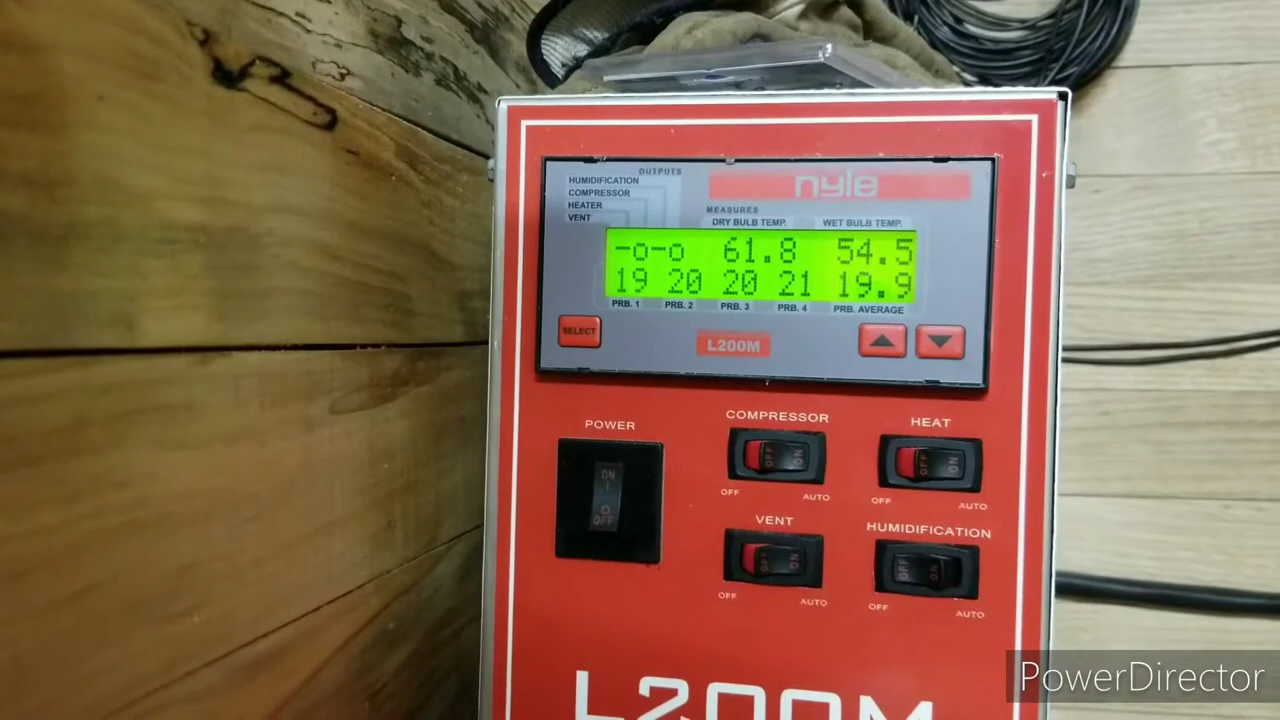 OUTPUTS
HUMIDIFICATION
COMPRESSOR
HEATER
VENT
nyle
MEASURES
DRY BULB TEMP. WET BULB TEMP.
-o-o 61.8 54.5
19 20 20 21 19.9
PRB. 1 PRB. 2 PRB. 3 PRB. 4 PRB. AVERAGE
SELECT
L200M
POWER
ON
OFF
COMPRESSOR
OFF ON
OFF AUTO
HEAT
OFF ON
OFF AUTO
VENT
OFF ON
OFF AUTO
HUMIDIFICATION
OFF ON
OFF AUTO
L200M
PowerDirector